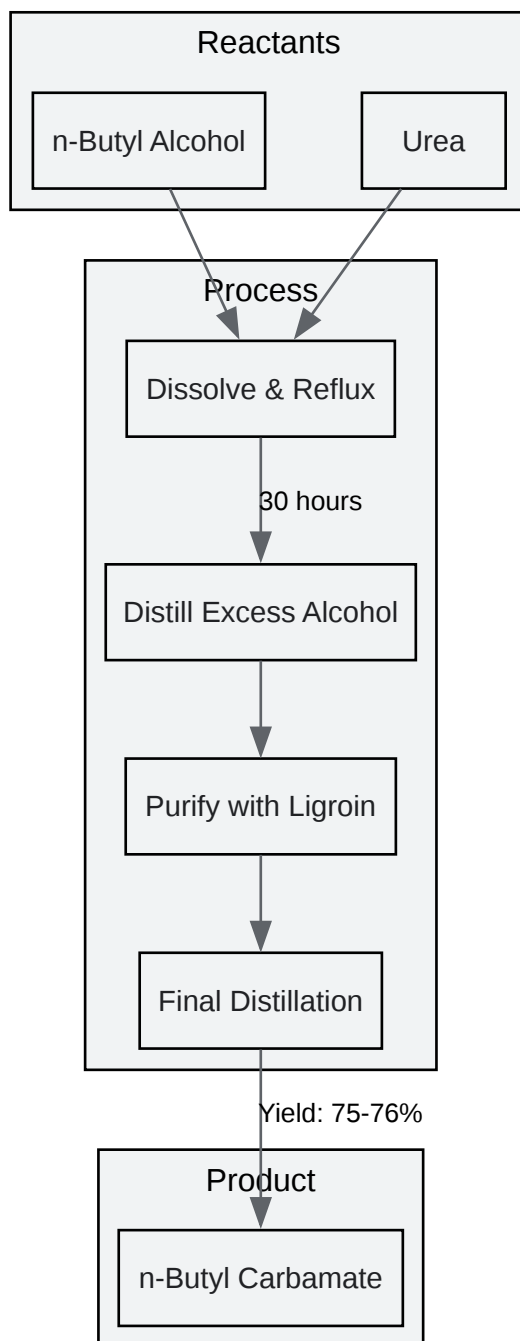 Reactants
n-Butyl Alcohol
Urea
Process
Dissolve & Reflux
30 hours
Distill Excess Alcohol
Purify with Ligroin
Final Distillation
Yield: 75-76%
Product
n-Butyl Carbamate